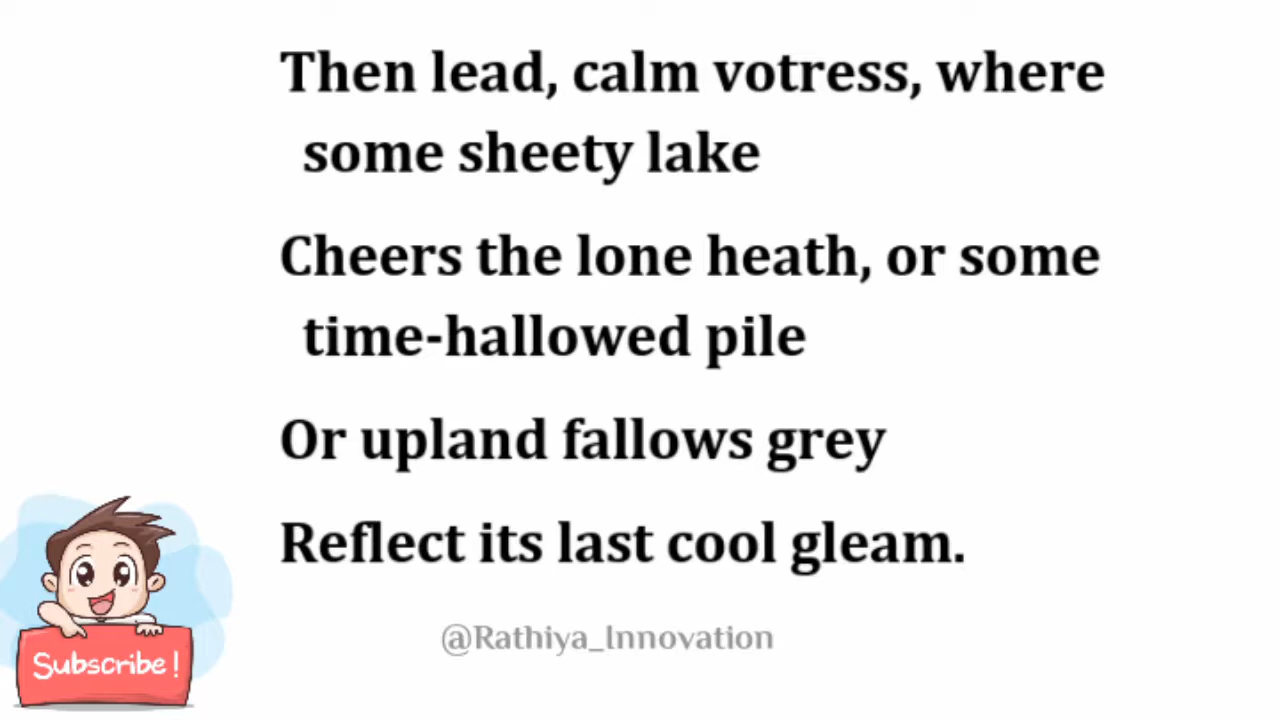 Then lead, calm votress, where
some sheety lake
Cheers the lone heath, or some
time-hallowed pile
Or upland fallows grey
Reflect its last cool gleam.
@Rathiya_Innovation
Subscribe!